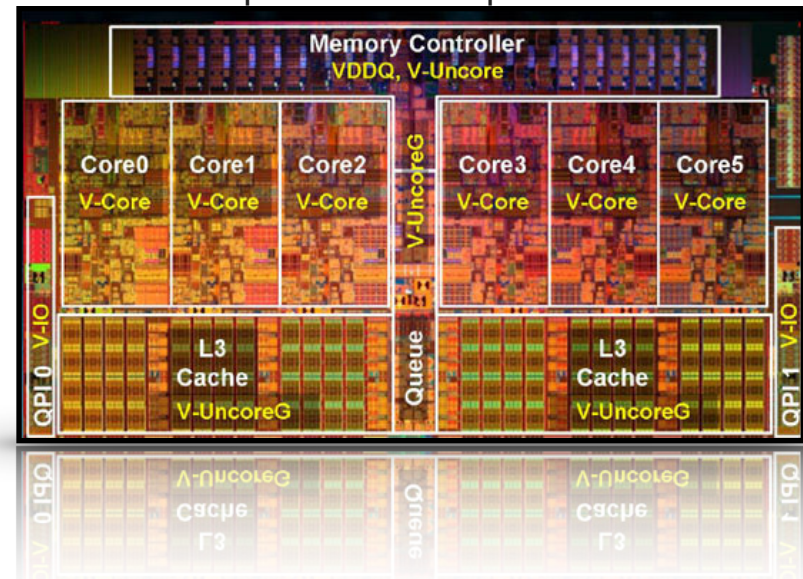 Memory Controller
VDDQ, V-Uncore
Core0
V-Core
Core1
V-Core
Core2
V-Core
V-UncoreG
Core3
V-Core
Core4
V-Core
Core5
V-Core
QPI 0 V-IO
L3
Cache
V-UncoreG
Queue
L3
Cache
V-UncoreG
QPI 1 V-IO